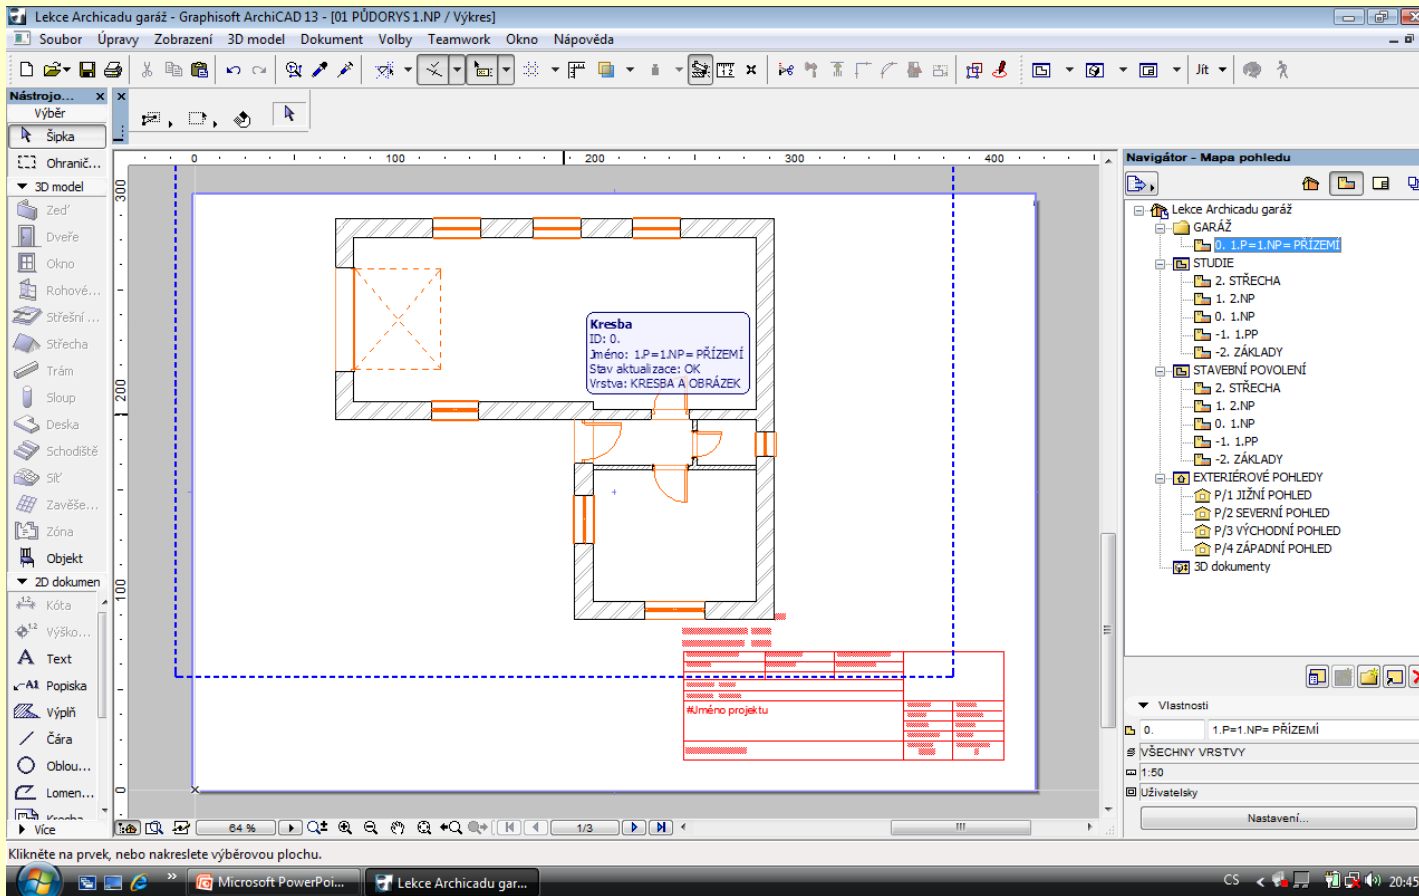 Lekce Archicadu garáž - Graphisoft ArchiCAD 13 - [01 PŮDORYS 1.NP / Výkres]
Soubor Úpravy Zobrazení 3D model Dokument Volby Teamwork Okno Nápověda
Jít
Nástrojo...
Výběr
Šipka
Ohranič...
3D model
Zeď
Dveře
Okno
Rohové...
Střešní ...
Střecha
Trám
Sloup
Deska
Schodiště
Síť
Zavěše...
Zóna
Objekt
2D dokumen
Kóta
Výško...
Text
Popiska
Výplň
Čára
Oblou...
Lomen...
Kresba
Více
0 100 200 300 400
300
200
100
0
Kresba
ID: 0.
Jméno: 1.P=1.NP= PŘÍZEMÍ
Stav aktualizace: OK
Vrstva: KRESBA A OBRÁZEK
#Jméno projektu
64 %
1/3
Navigátor - Mapa pohledu
Lekce Archicadu garáž
GARÁŽ
0. 1.P=1.NP= PŘÍZEMÍ
STUDIE
2. STŘECHA
1. 2.NP
0. 1.NP
-1. 1.PP
-2. ZÁKLADY
STAVEBNÍ POVOLENÍ
2. STŘECHA
1. 2.NP
0. 1.NP
-1. 1.PP
-2. ZÁKLADY
EXTERIÉROVÉ POHLEDY
P/1 JIŽNÍ POHLED
P/2 SEVERNÍ POHLED
P/3 VÝCHODNÍ POHLED
P/4 ZÁPADNÍ POHLED
3D dokumenty
Vlastnosti
0. 1.P=1.NP= PŘÍZEMÍ
VŠECHNY VRSTVY
1:50
Uživatelsky
Nastavení...
Klikněte na prvek, nebo nakreslete výběrovou plochu.
Microsoft PowerPoi...
Lekce Archicadu gar...
CS
20:45